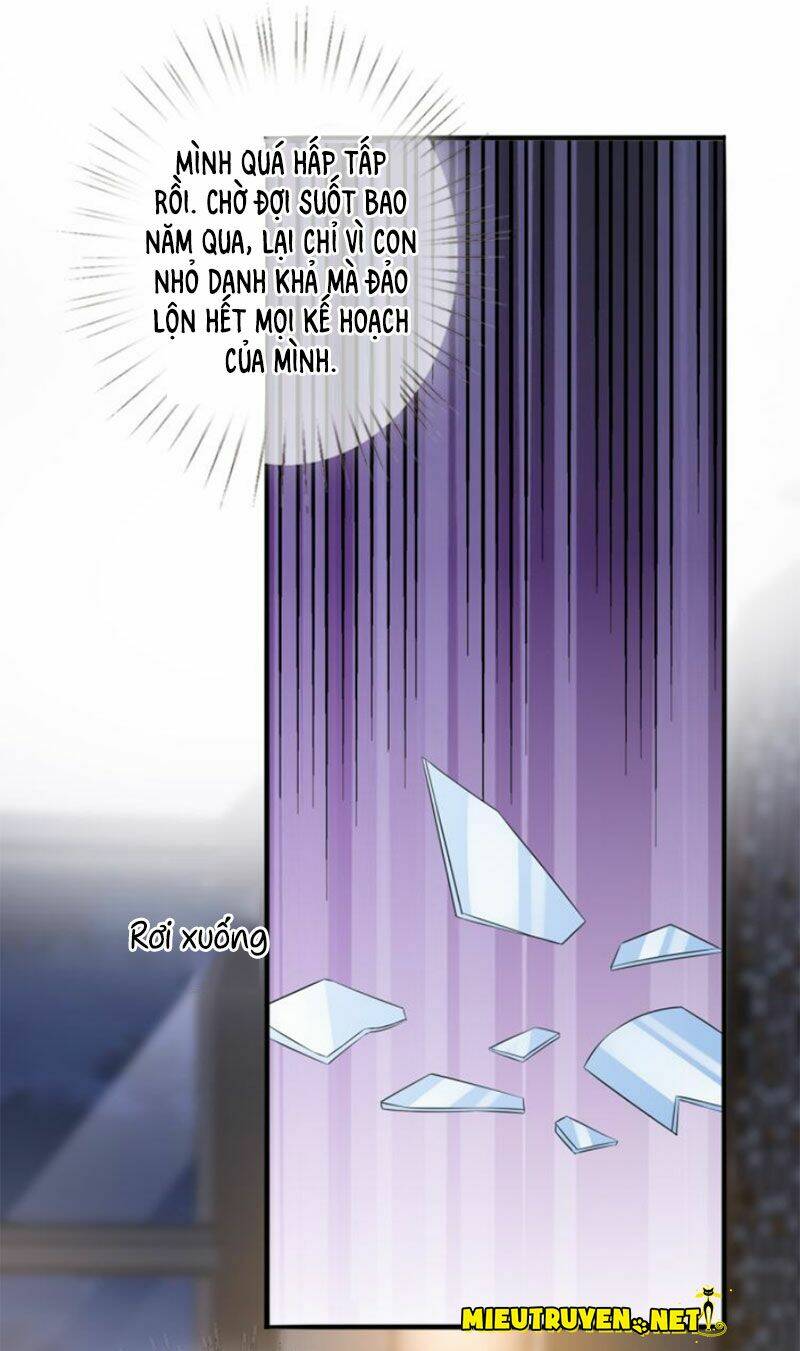 MÌNH QUÁ HẤP TẤP
RỒI. CHỜ ĐỢI SUỐT BAO
NĂM QUA, LẠI CHỈ VÌ CON
NHỎ DANH KHẢ MÀ ĐẢO
LỘN HẾT MỌI KẾ HOẠCH
CỦA MÌNH.
Rơi xuống
MIEUTRUYEN.NET